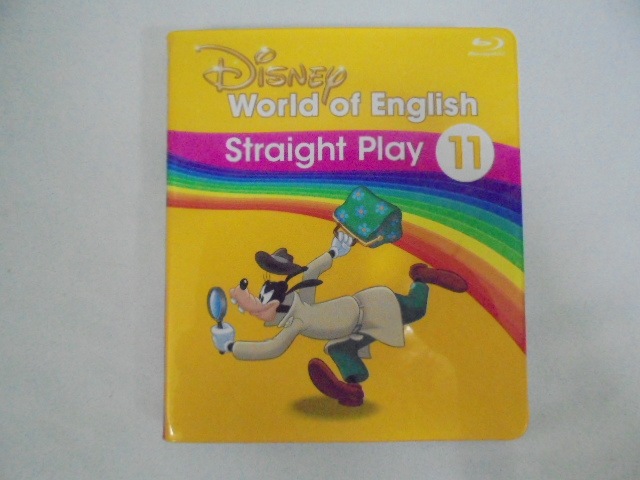 Disney
World of English
Straight Play 11